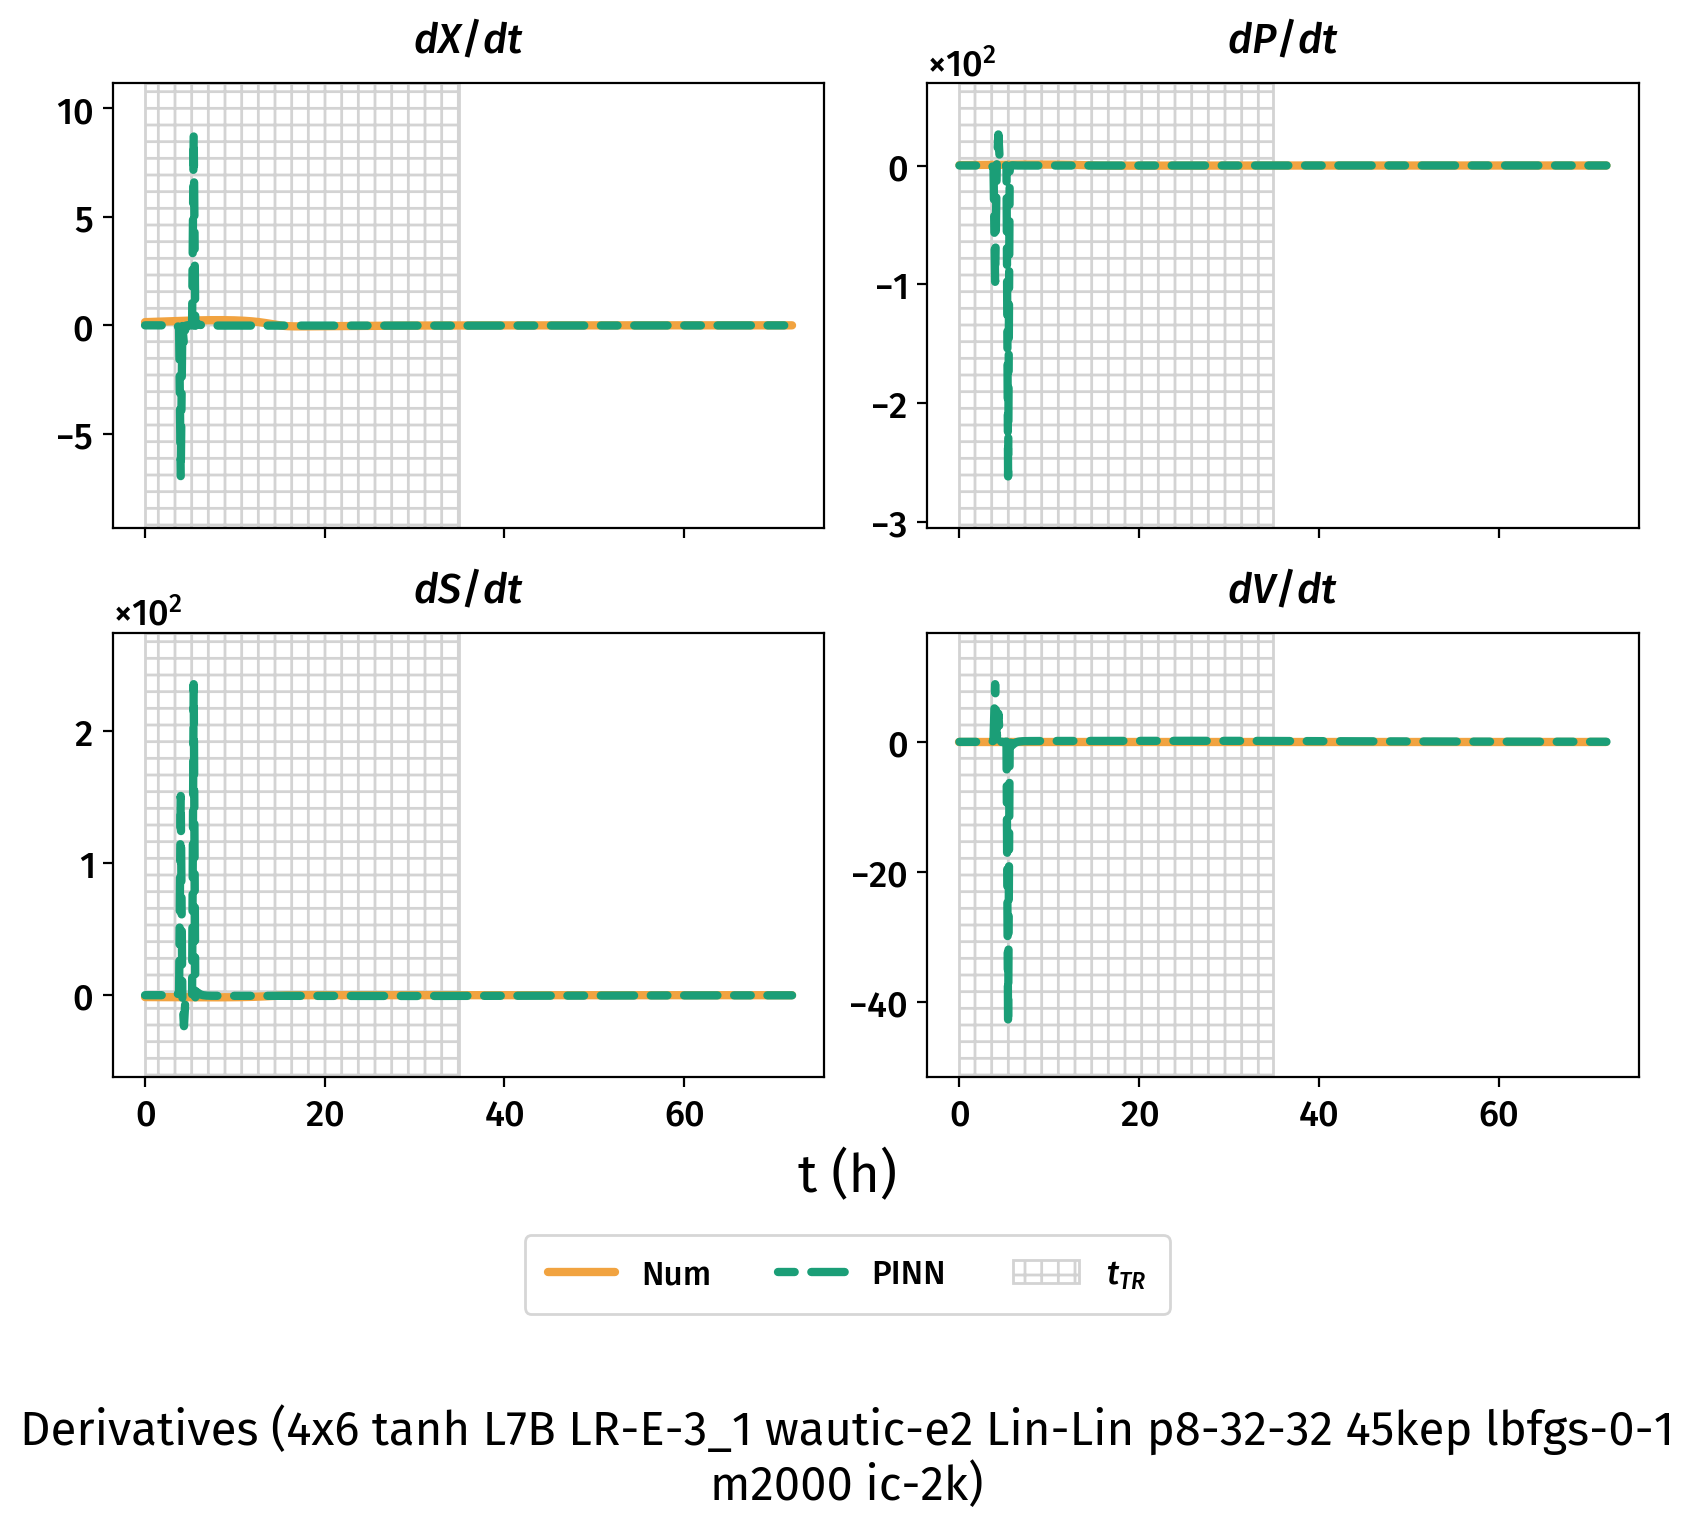 dX/dt
10
5
0
−5
dP/dt
×10²
0
−1
−2
−3
dS/dt
×10²
2
1
0
0 20 40 60
dV/dt
0
−20
−40
0 20 40 60
t (h)
Num PINN t_TR
Derivatives (4x6 tanh L7B LR-E-3_1 wautic-e2 Lin-Lin p8-32-32 45kep lbfgs-0-1
m2000 ic-2k)